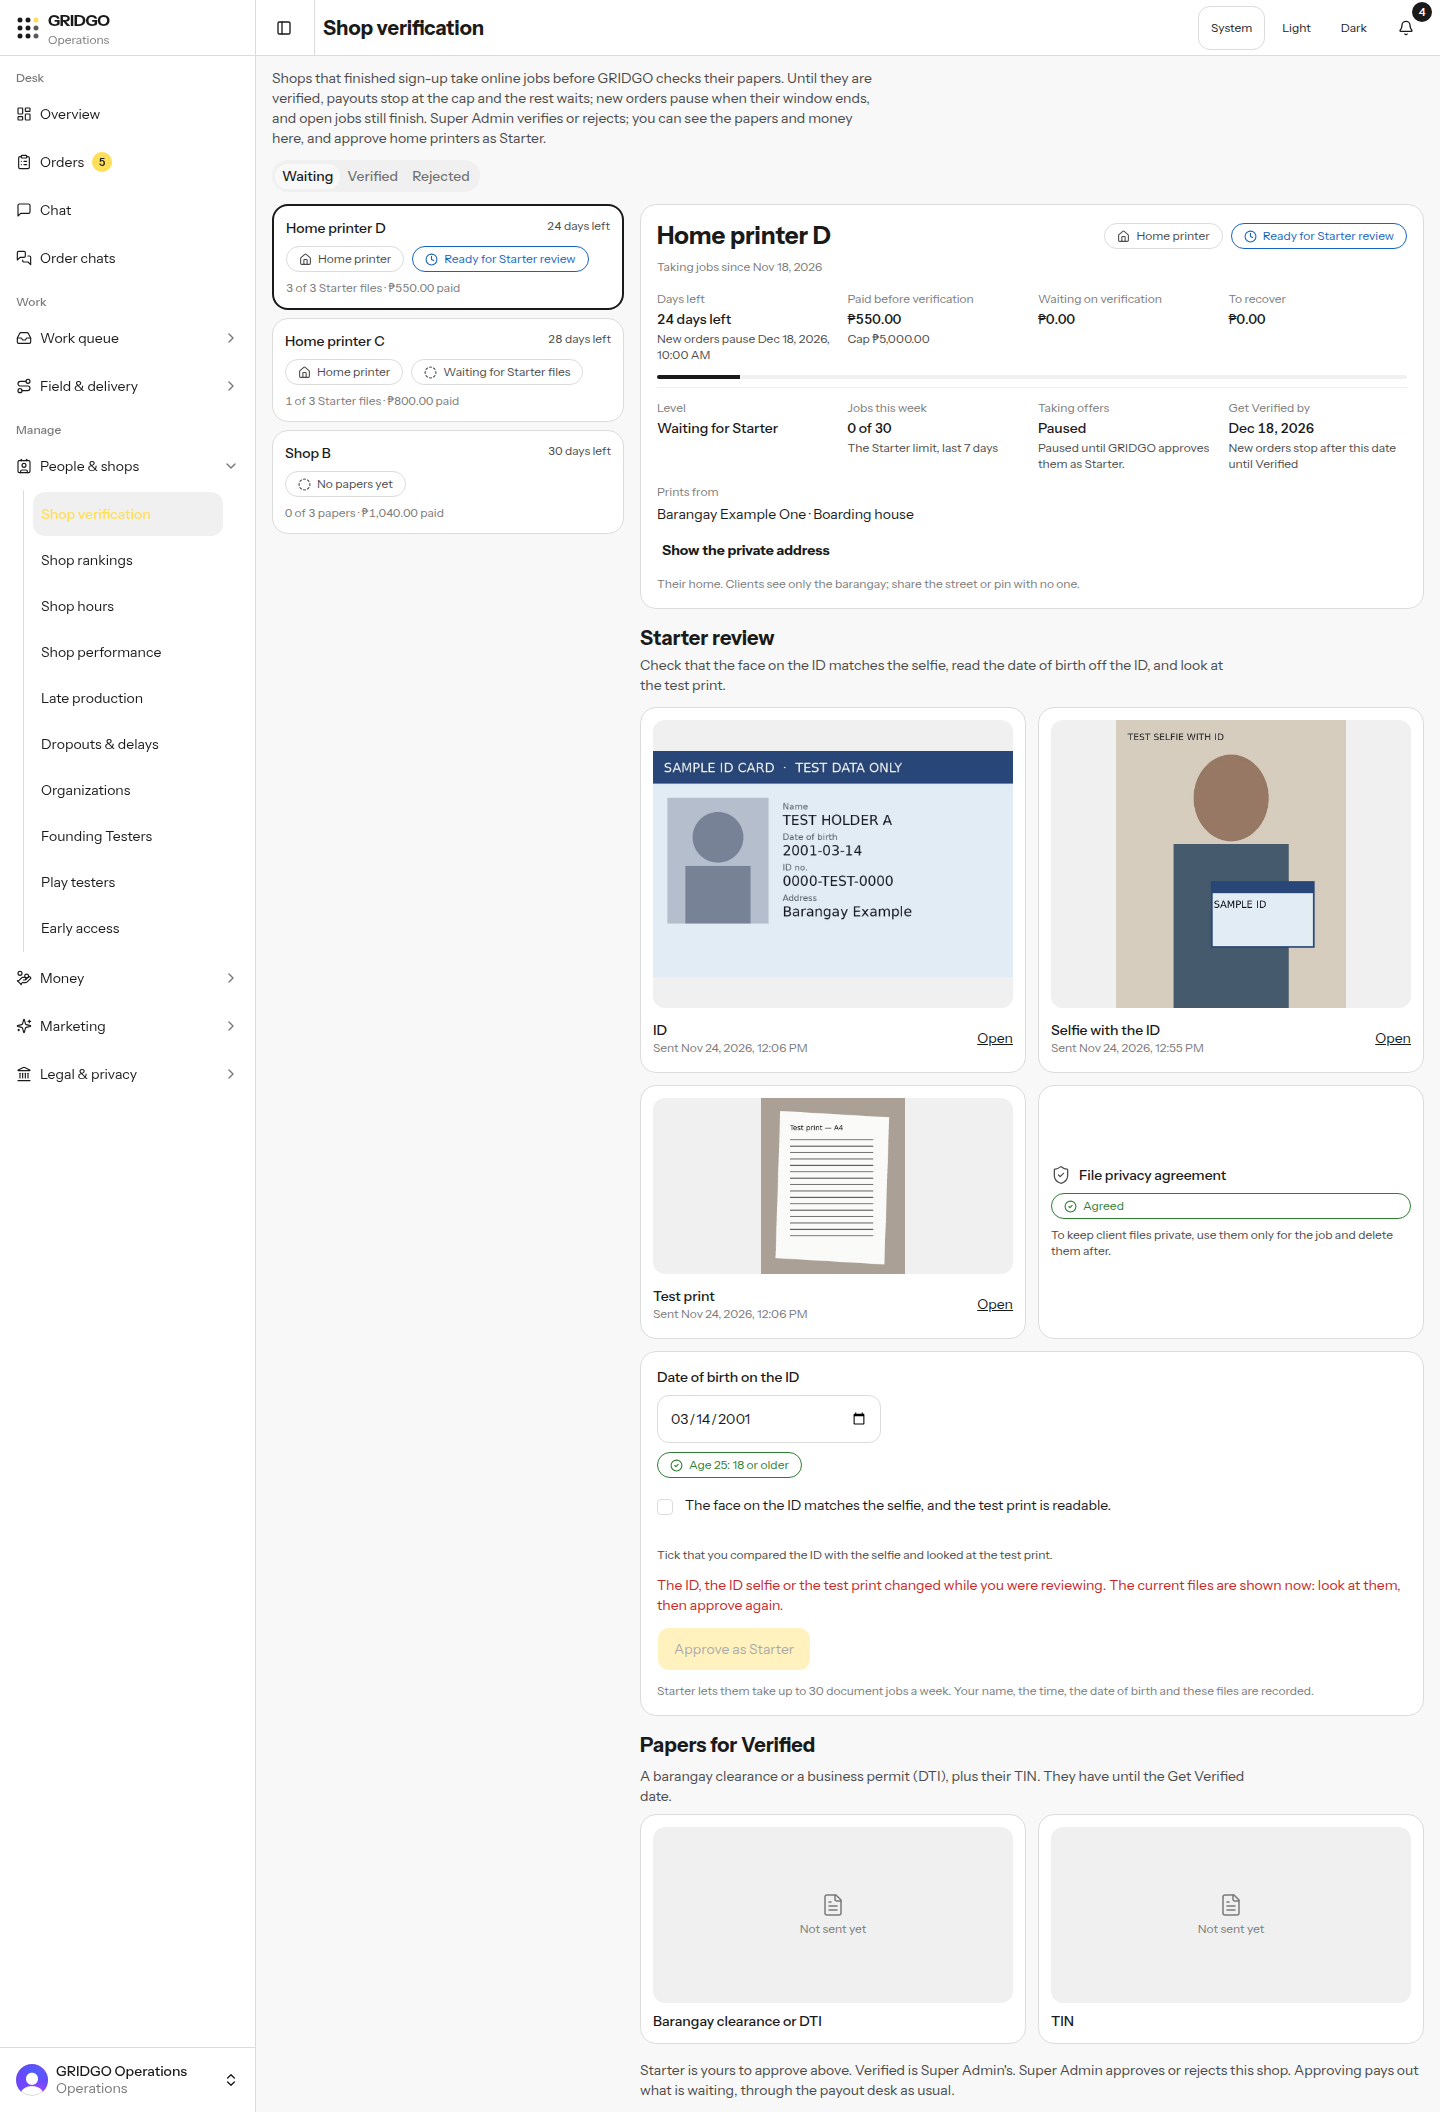 GRIDGO
Operations
Desk
Overview
Orders 5
Chat
Order chats
Work
Work queue
Field & delivery
Manage
People & shops
Shop verification
Shop rankings
Shop hours
Shop performance
Late production
Dropouts & delays
Organizations
Founding Testers
Play testers
Early access
Money
Marketing
Legal & privacy
GRIDGO Operations
Operations
Shop verification
System Light Dark 4
Shops that finished sign-up take online jobs before GRIDGO checks their papers. Until they are
verified, payouts stop at the cap and the rest waits; new orders pause when their window ends,
and open jobs still finish. Super Admin verifies or rejects; you can see the papers and money
here, and approve home printers as Starter.
Waiting Verified Rejected
Home printer D 24 days left
Home printer Ready for Starter review
3 of 3 Starter files · ₱550.00 paid
Home printer C 28 days left
Home printer Waiting for Starter files
1 of 3 Starter files · ₱800.00 paid
Shop B 30 days left
No papers yet
0 of 3 papers · ₱1,040.00 paid
Home printer D Home printer Ready for Starter review
Taking jobs since Nov 18, 2026
Days left Paid before verification Waiting on verification To recover
24 days left ₱550.00 ₱0.00 ₱0.00
New orders pause Dec 18, 2026, Cap ₱5,000.00
10:00 AM
Level Jobs this week Taking offers Get Verified by
Waiting for Starter 0 of 30 Paused Dec 18, 2026
The Starter limit, last 7 days Paused until GRIDGO approves New orders stop after this date
them as Starter. until Verified
Prints from
Barangay Example One · Boarding house
Show the private address
Their home. Clients see only the barangay; share the street or pin with no one.
Starter review
Check that the face on the ID matches the selfie, read the date of birth off the ID, and look at
the test print.
SAMPLE ID CARD · TEST DATA ONLY
Name
TEST HOLDER A
Date of birth
2001-03-14
ID no.
0000-TEST-0000
Address
Barangay Example
ID
Sent Nov 24, 2026, 12:06 PM
Open
TEST SELFIE WITH ID
SAMPLE ID
Selfie with the ID
Sent Nov 24, 2026, 12:55 PM
Open
Test print — A4
Test print
Sent Nov 24, 2026, 12:06 PM
Open
File privacy agreement
Agreed
To keep client files private, use them only for the job and delete
them after.
Date of birth on the ID
03/14/2001
Age 25: 18 or older
The face on the ID matches the selfie, and the test print is readable.
Tick that you compared the ID with the selfie and looked at the test print.
The ID, the ID selfie or the test print changed while you were reviewing. The current files are shown now: look at them,
then approve again.
Approve as Starter
Starter lets them take up to 30 document jobs a week. Your name, the time, the date of birth and these files are recorded.
Papers for Verified
A barangay clearance or a business permit (DTI), plus their TIN. They have until the Get Verified
date.
Not sent yet
Barangay clearance or DTI
Not sent yet
TIN
Starter is yours to approve above. Verified is Super Admin's. Super Admin approves or rejects this shop. Approving pays out
what is waiting, through the payout desk as usual.